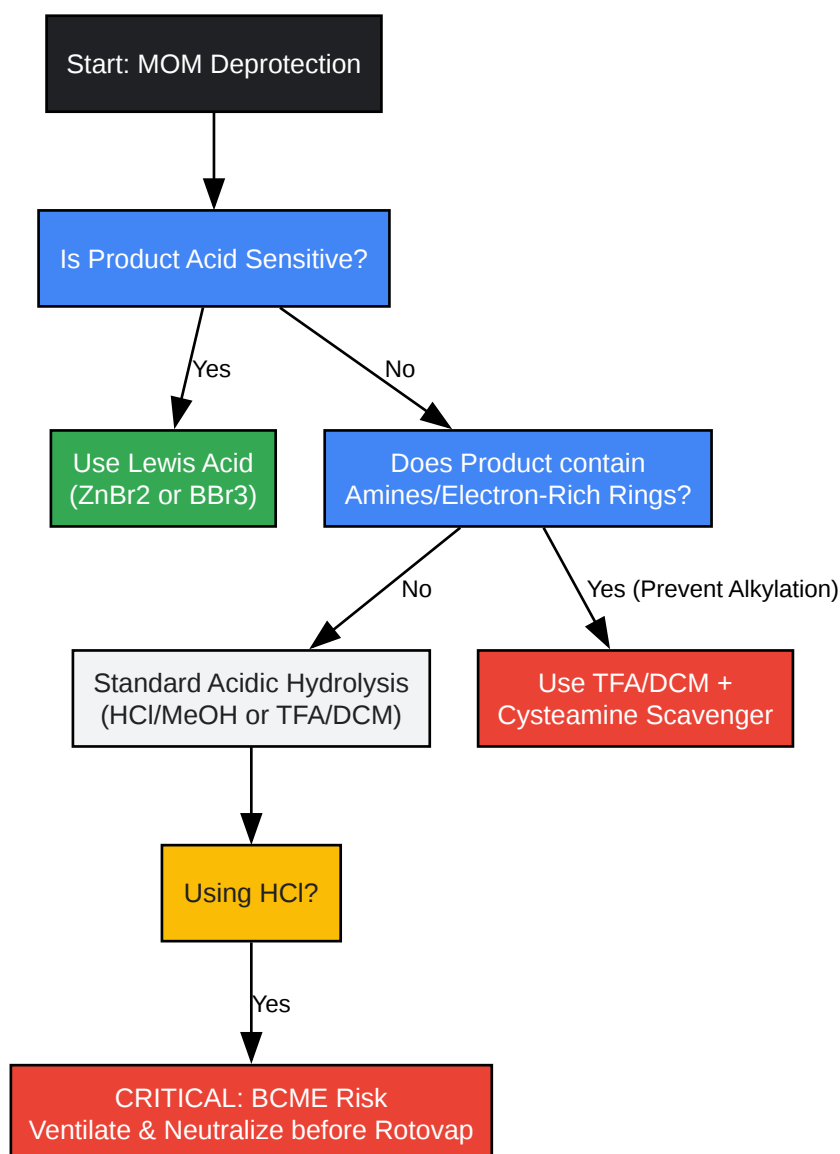 Start: MOM Deprotection
Is Product Acid Sensitive?
Yes
No
Use Lewis Acid
(ZnBr2 or BBr3)
Does Product contain
Amines/Electron-Rich Rings?
No
Yes (Prevent Alkylation)
Standard Acidic Hydrolysis
(HCl/MeOH or TFA/DCM)
Use TFA/DCM +
Cysteamine Scavenger
Using HCl?
Yes
CRITICAL: BCME Risk
Ventilate & Neutralize before Rotovap